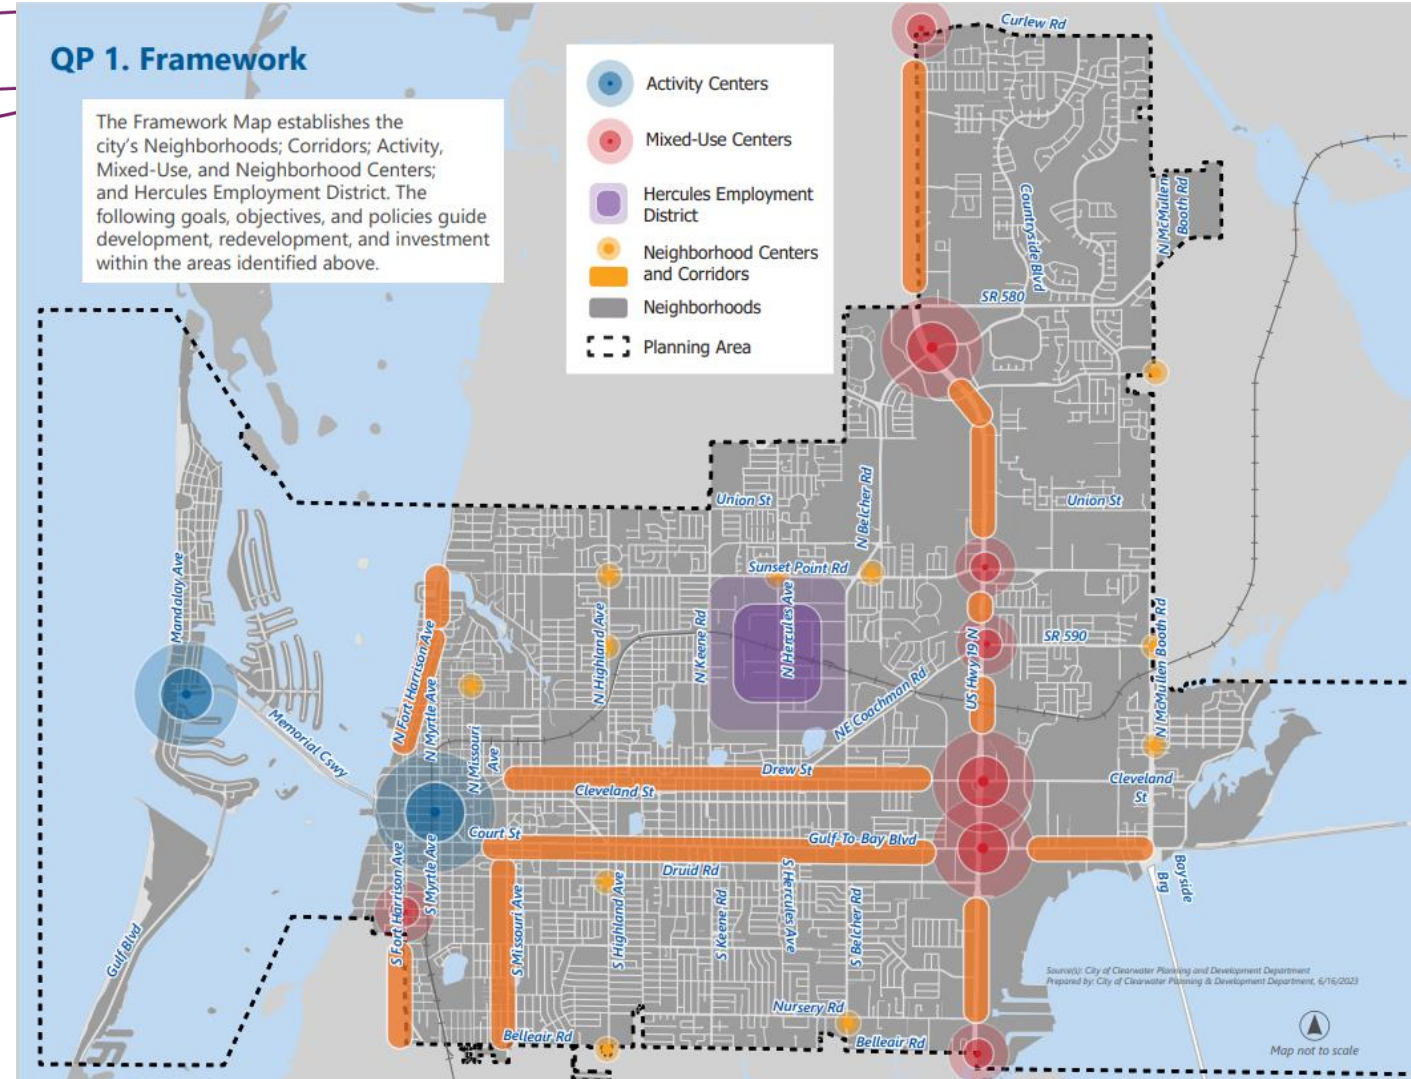 QP 1. Framework
The Framework Map establishes the
city's Neighborhoods; Corridors; Activity,
Mixed-Use, and Neighborhood Centers;
and Hercules Employment District. The
following goals, objectives, and policies guide
development, redevelopment, and investment
within the areas identified above.
Activity Centers
Mixed-Use Centers
Hercules Employment
District
Neighborhood Centers
and Corridors
Neighborhoods
Planning Area
Curlew Rd
N McMullen
Booth Rd
Countryside Blvd
SR 580
N Belcher Rd
Union St
Union St
Sunset Point Rd
Mandalay Ave
N Fort Harrison Ave
N Myrtle Ave
N Highland Ave
N Keene Rd
N Hercules Ave
US Hwy 19 N
SR 590
N McMullen Booth Rd
NE Coachman Rd
Memorial Cswy
N Missouri
Ave
Drew St
Cleveland St
Cleveland
St
Court St
Gulf-To-Bay Blvd
Druid Rd
S Fort Harrison Ave
S Myrtle Ave
S Missouri Ave
S Highland Ave
S Keene Rd
S Hercules Ave
S Belcher Rd
Bayside
Brg
Gulf Blvd
Nursery Rd
Belleair Rd
Belleair Rd
Source(s): City of Clearwater Planning and Development Department
Prepared by: City of Clearwater Planning & Development Department, 6/16/2023
Map not to scale